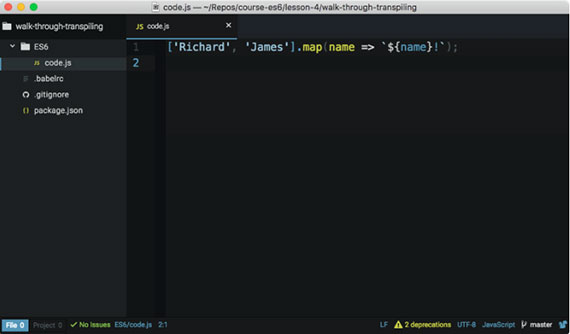 code.js — ~/Repos/course-es6/lesson-4/walk-through-transpiling
walk-through-transpiling
ES6
JS code.js
.babelrc
.gitignore
{} package.json
JS code.js ×
1 ['Richard', 'James'].map(name => `${name}!`);
2
File 0 Project 0 ✓ No Issues ES6/code.js 2:1 LF ⚠ 2 deprecations UTF-8 JavaScript master